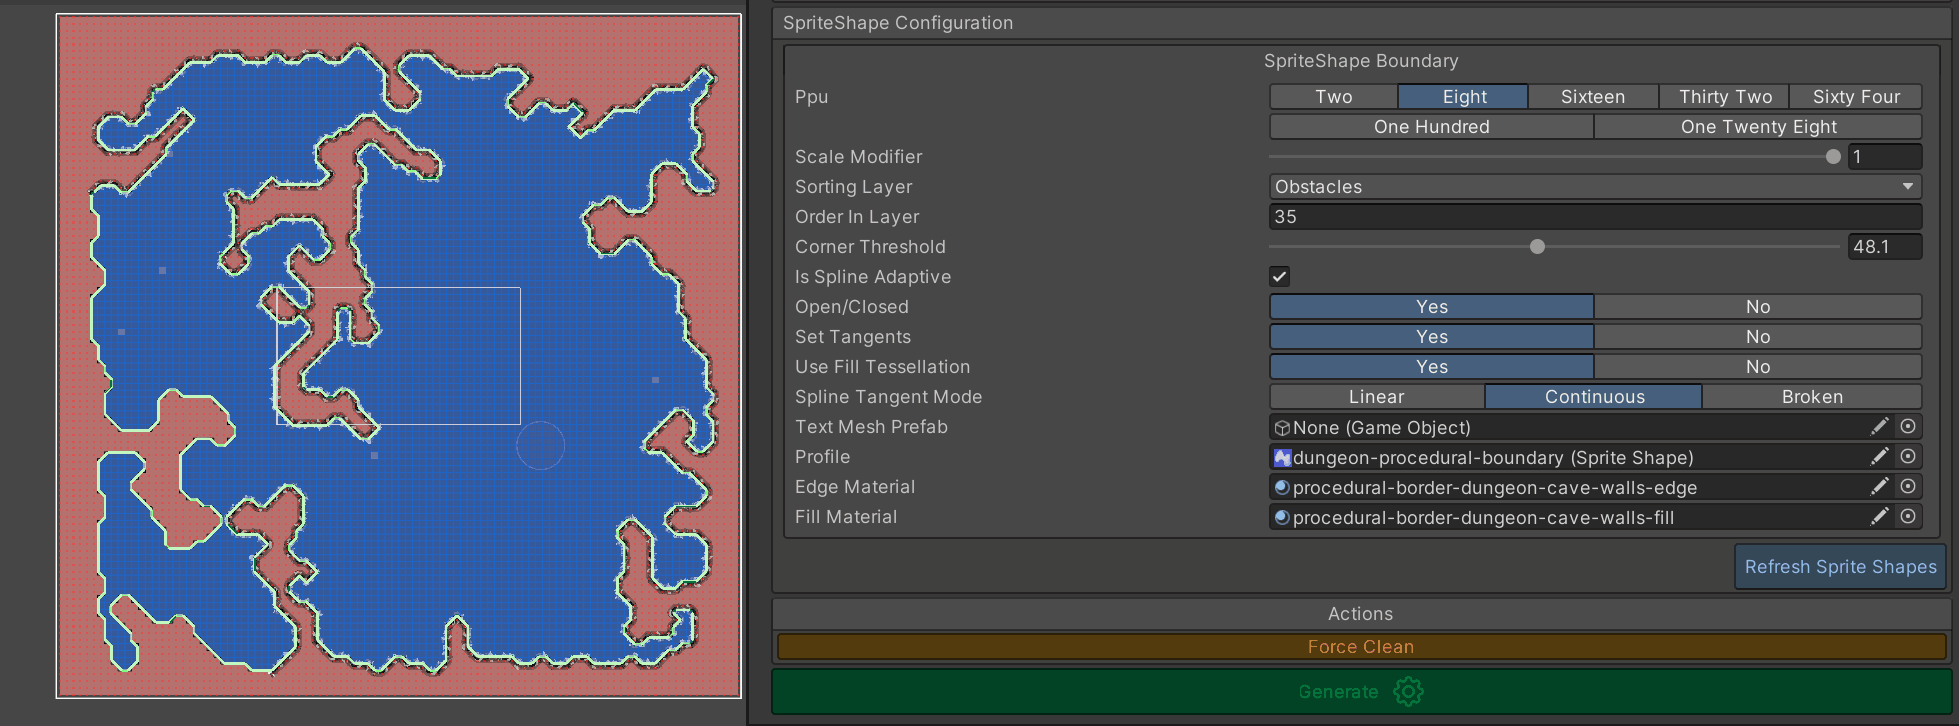 SpriteShape Configuration
SpriteShape Boundary
Ppu
Two Eight Sixteen Thirty Two Sixty Four
One Hundred One Twenty Eight
Scale Modifier 1
Sorting Layer Obstacles
Order In Layer 35
Corner Threshold 48.1
Is Spline Adaptive
Open/Closed Yes No
Set Tangents Yes No
Use Fill Tessellation Yes No
Spline Tangent Mode Linear Continuous Broken
Text Mesh Prefab None (Game Object)
Profile dungeon-procedural-boundary (Sprite Shape)
Edge Material procedural-border-dungeon-cave-walls-edge
Fill Material procedural-border-dungeon-cave-walls-fill
Refresh Sprite Shapes
Actions
Force Clean
Generate